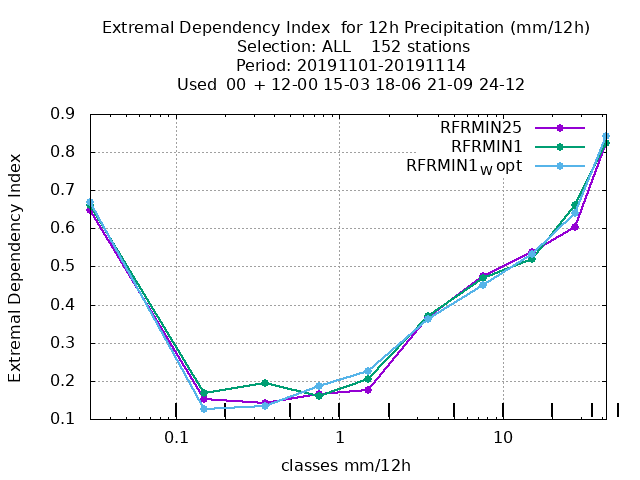 Extremal Dependency Index for 12h Precipitation (mm/12h)
Selection: ALL 152 stations
Period: 20191101-20191114
Used 00 + 12-00 15-03 18-06 21-09 24-12
RFRMIN25
RFRMIN1
RFRMIN1W opt
Extremal Dependency Index
0.9
0.8
0.7
0.6
0.5
0.4
0.3
0.2
0.1
0.1 1 10
classes mm/12h